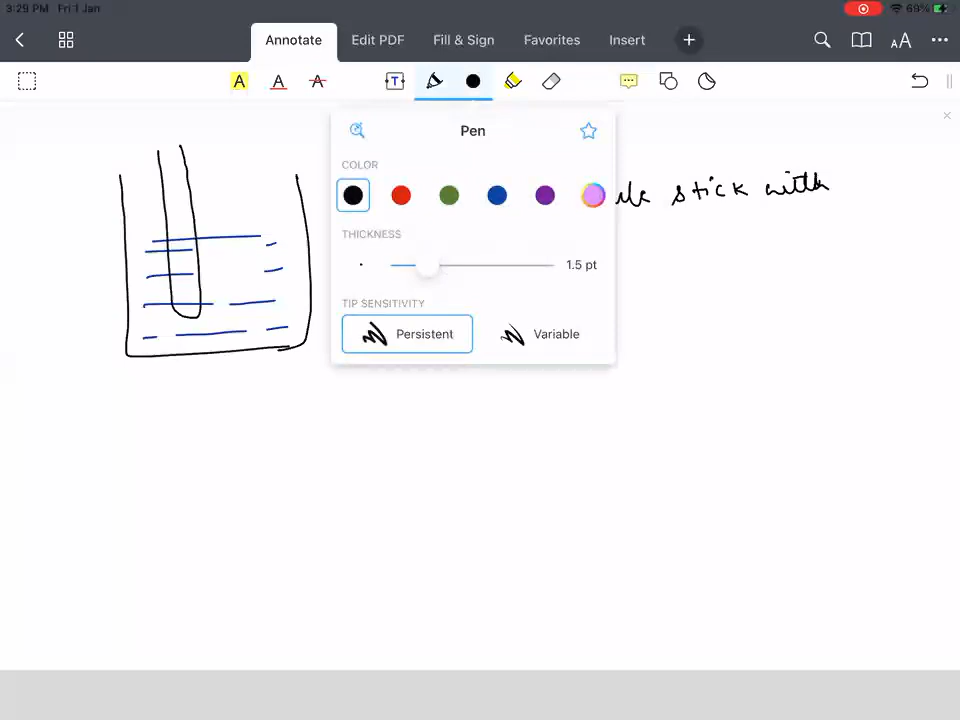 3:29 PM Fri 1 Jan 69%
Annotate Edit PDF Fill & Sign Favorites Insert
A A A T
Pen
COLOR
stick with
THICKNESS
1.5 pt
TIP SENSITIVITY
Persistent Variable